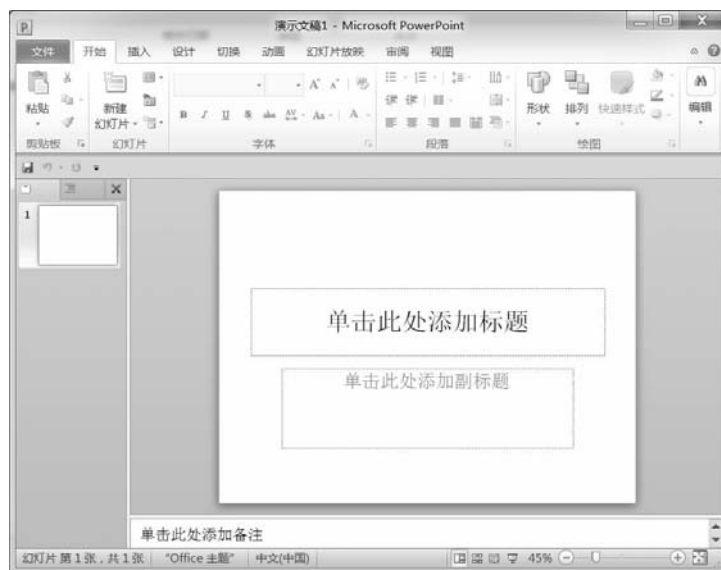 演示文稿1 - Microsoft PowerPoint
文件 开始 插入 设计 切换 动画 幻灯片放映 审阅 视图
粘贴 新建 幻灯片 B I U S abc AV Aa A 形状 排列 快速样式 编辑
剪贴板 幻灯片 字体 段落 绘图
1
单击此处添加标题
单击此处添加副标题
单击此处添加备注
幻灯片 第 1 张，共 1 张 "Office 主题" 中文(中国) 45%